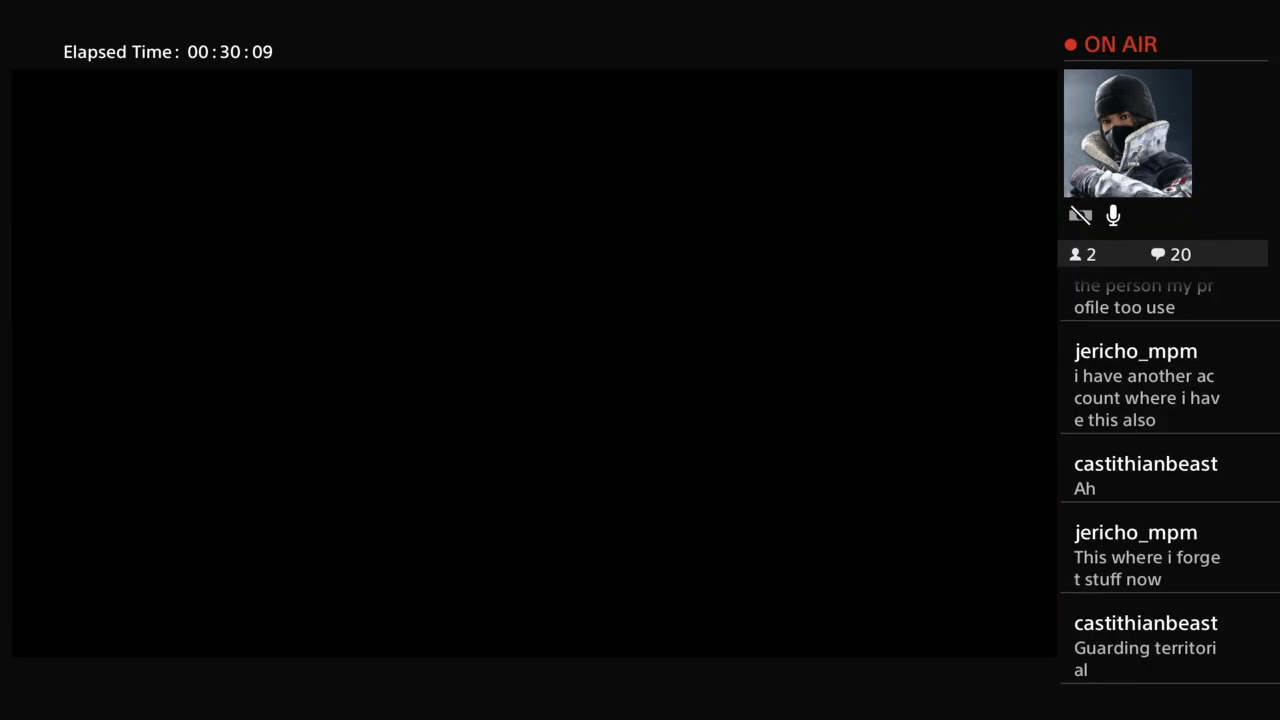 Elapsed Time: 00:30:09
ON AIR
2 20
the person my pr
ofile too use
jericho_mpm
i have another ac
count where i hav
e this also
castithianbeast
Ah
jericho_mpm
This where i forge
t stuff now
castithianbeast
Guarding territori
al